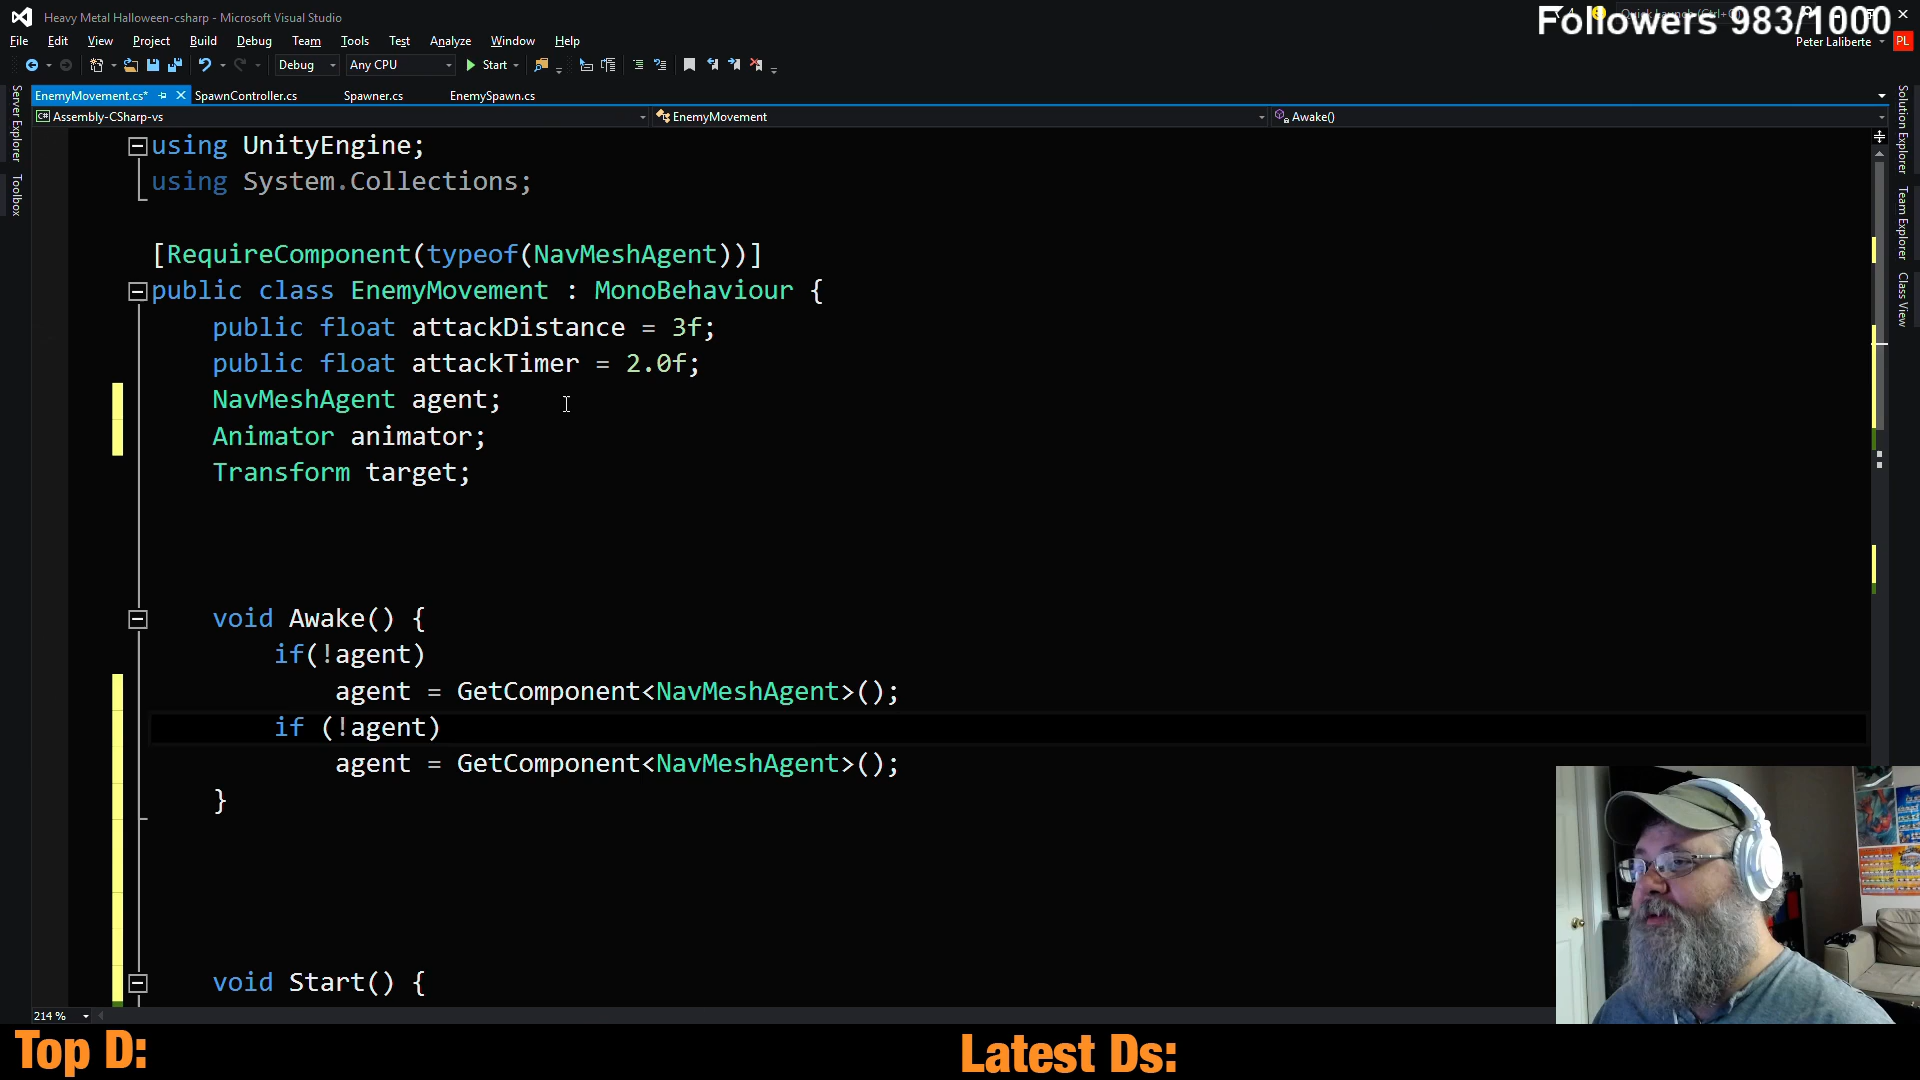 Heavy Metal Halloween-csharp - Microsoft Visual Studio
Followers 983/1000
File Edit View Project Build Debug Team Tools Test Analyze Window Help
Peter Laliberte PL
Debug Any CPU Start
EnemyMovement.cs* SpawnController.cs Spawner.cs EnemySpawn.cs
C# Assembly-CSharp-vs EnemyMovement Awake()
Server Explorer
Toolbox
Solution Explorer
Team Explorer
Class View
using UnityEngine;
using System.Collections;
[RequireComponent(typeof(NavMeshAgent))]
public class EnemyMovement : MonoBehaviour {
public float attackDistance = 3f;
public float attackTimer = 2.0f;
NavMeshAgent agent;
Animator animator;
Transform target;
void Awake() {
if(!agent)
agent = GetComponent<NavMeshAgent>();
if (!agent)
agent = GetComponent<NavMeshAgent>();
}
void Start() {
214 %
Top D:
Latest Ds: